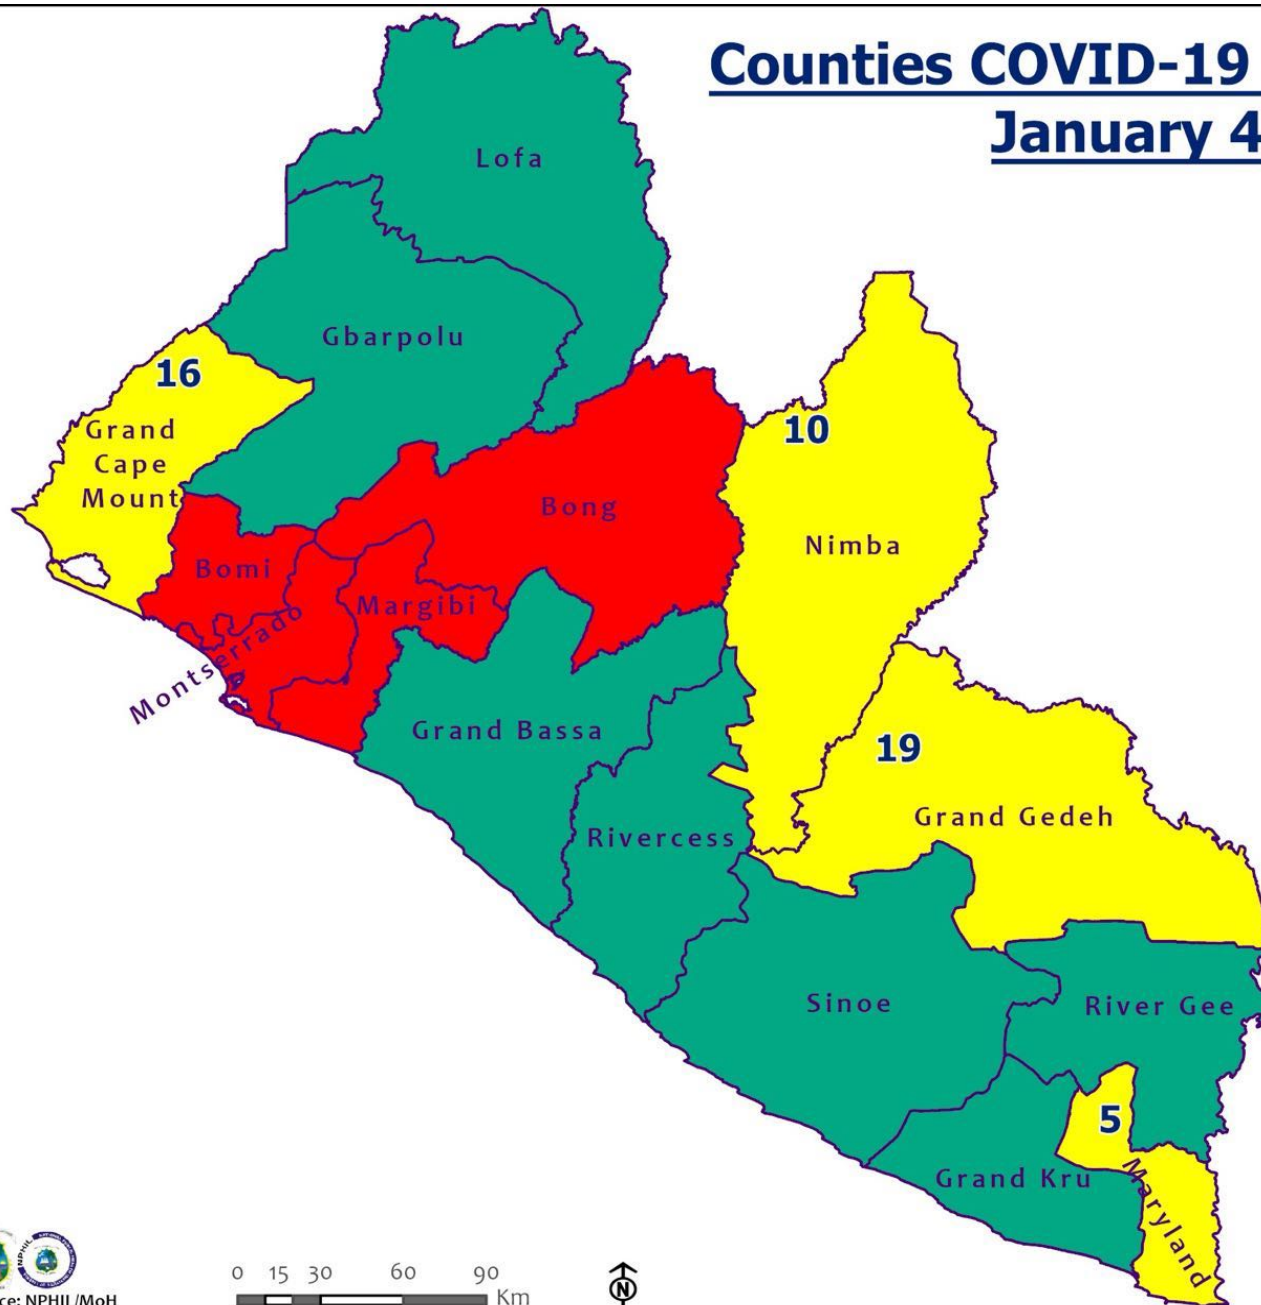 Counties COVID-19
January 4
Lofa
Gbarpolu
16
Grand
Cape
Mount
10
Bong
Nimba
Bomi
Margibi
Montserrado
Grand Bassa
19
Grand Gedeh
Rivercess
Sinoe
River Gee
5
Grand Kru
Maryland
NPHIL
0 15 30 60 90
Km
N
ce: NPHIL/MoH